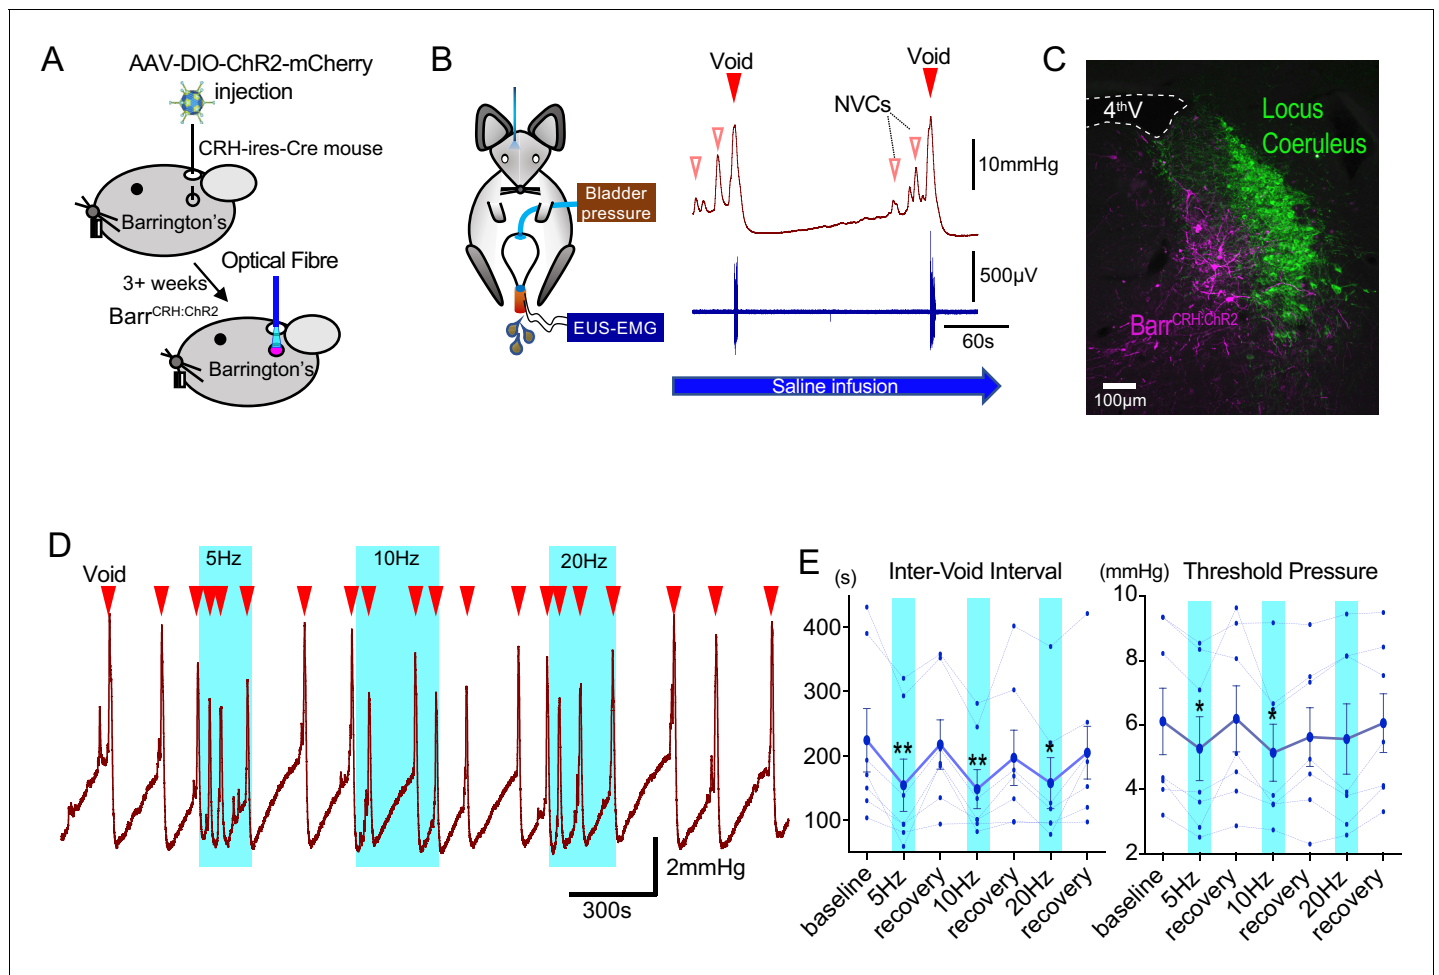 A
AAV-DIO-ChR2-mCherry
injection
CRH-ires-Cre mouse
Barrington's
3+ weeks
Optical Fibre
Barr^CRH:ChR2
Barrington's
B
Bladder
pressure
EUS-EMG
Void
Void
NVCs
10mmHg
500µV
60s
Saline infusion
C
4thV
Locus
Coeruleus
Barr^CRH:ChR2
100µm
D
Void
5Hz
10Hz
20Hz
2mmHg
300s
E
(s)
Inter-Void Interval
400
300
200
100
**
**
*
baseline
5Hz
recovery
10Hz
recovery
20Hz
recovery
(mmHg)
Threshold Pressure
10
8
6
4
2
*
*
baseline
5Hz
recovery
10Hz
recovery
20Hz
recovery